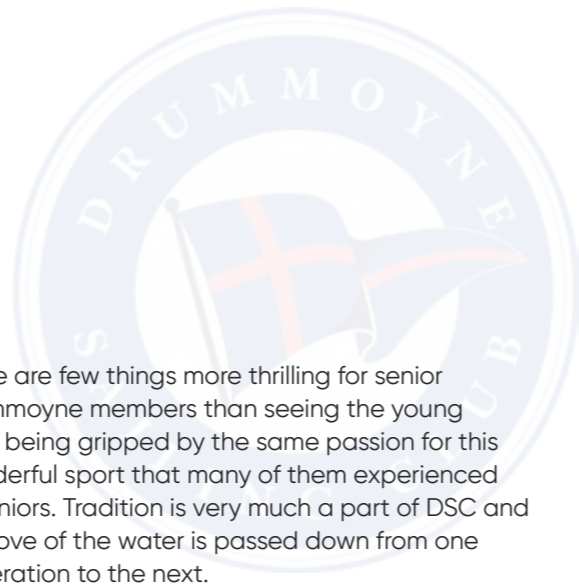 DRUMMOYNE
SAILING CLUB
e are few things more thrilling for senior
mmoyne members than seeing the young
being gripped by the same passion for this
derful sport that many of them experienced
niors. Tradition is very much a part of DSC and
ove of the water is passed down from one
eration to the next.